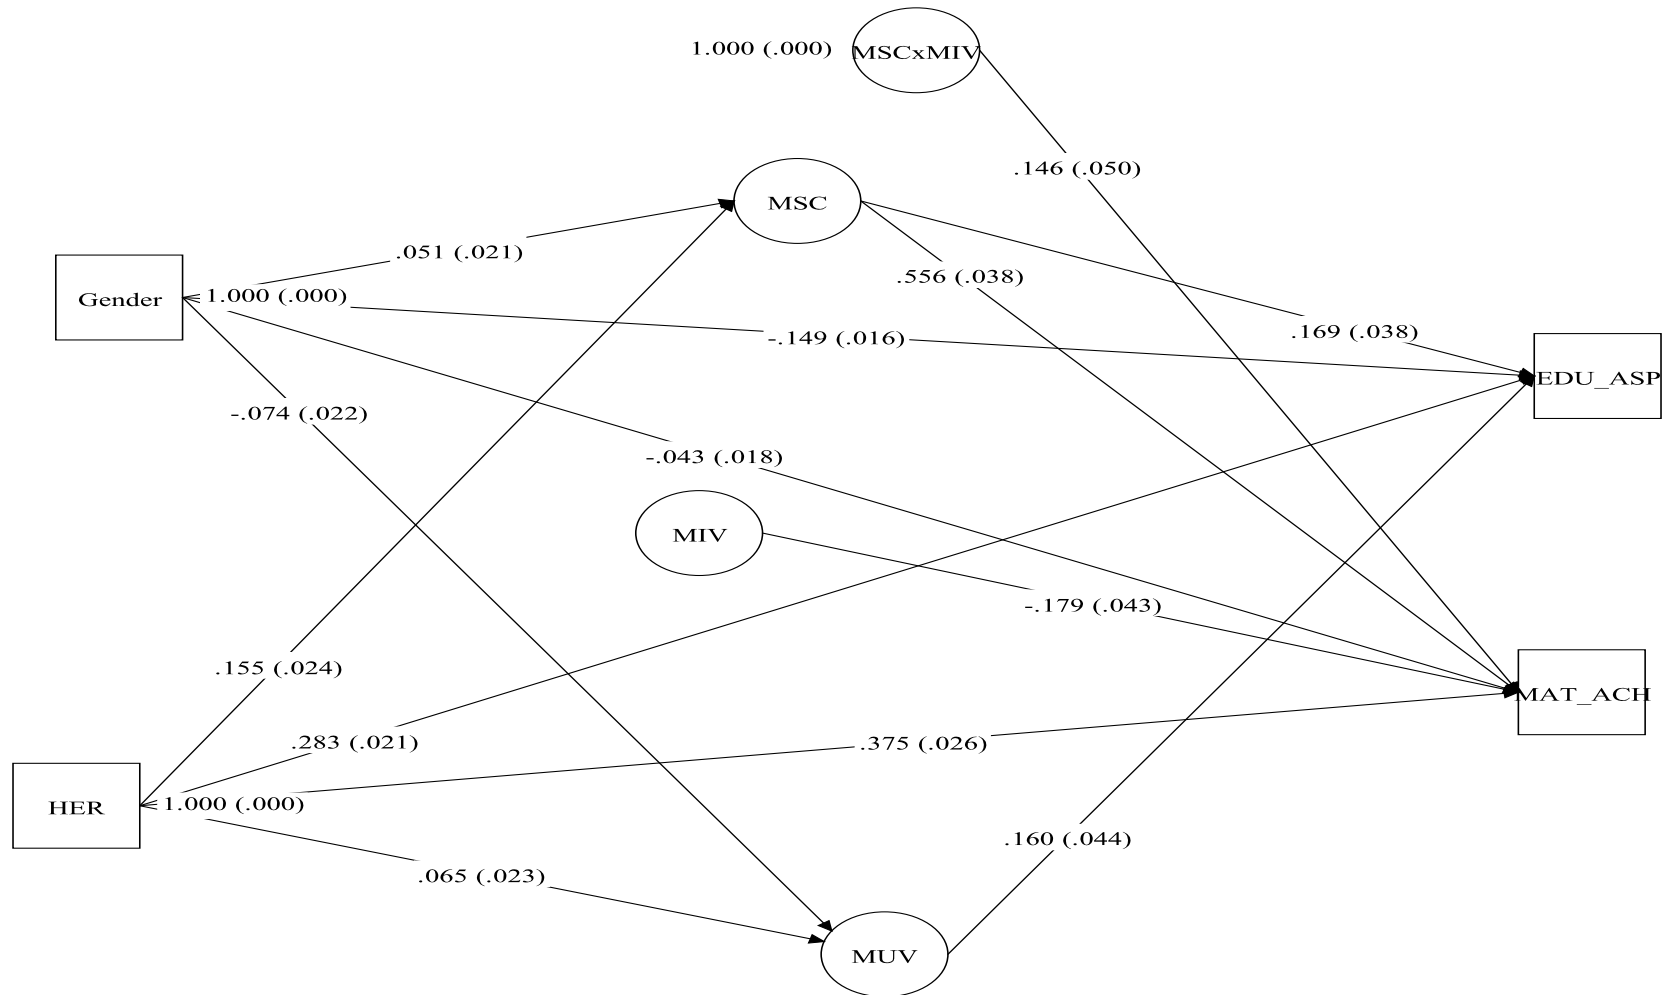 1.000 (.000)
MSCxMIV
.146 (.050)
MSC
.051 (.021)
.556 (.038)
Gender
1.000 (.000)
-.149 (.016)
.169 (.038)
EDU_ASP
-.074 (.022)
-.043 (.018)
MIV
-.179 (.043)
.155 (.024)
MAT_ACH
.283 (.021)
.375 (.026)
HER
1.000 (.000)
.160 (.044)
.065 (.023)
MUV